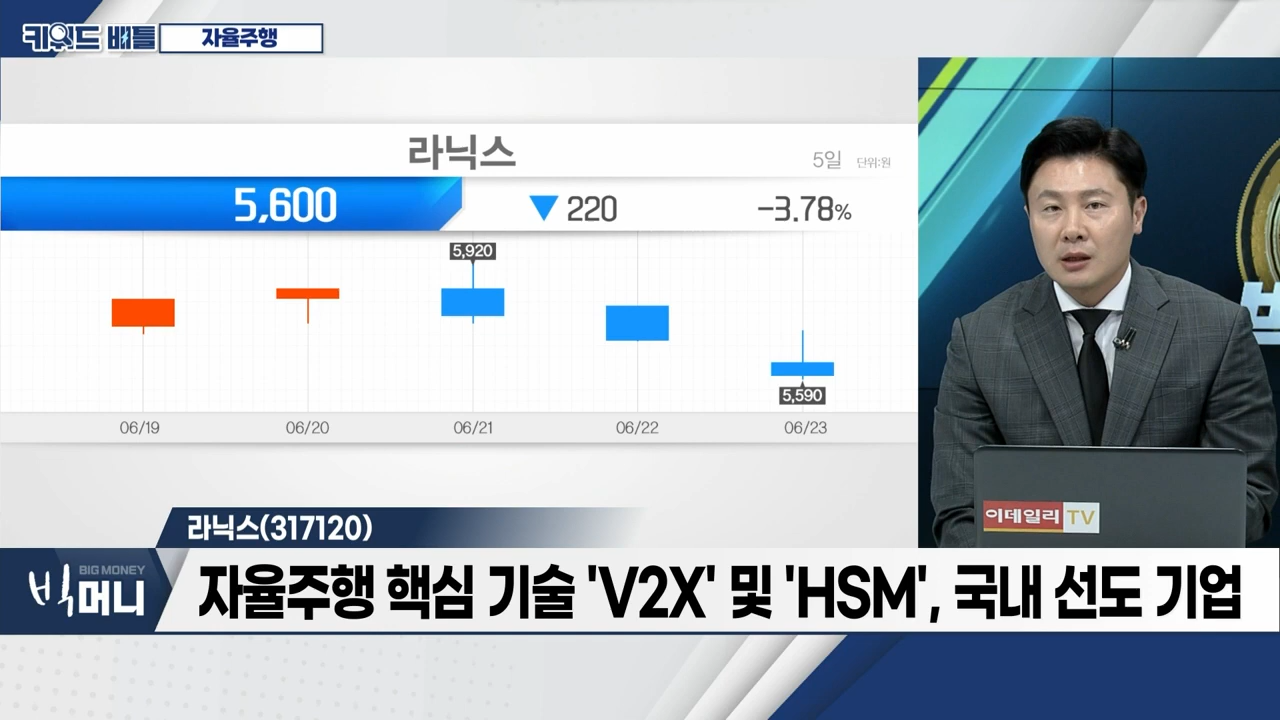 키워드 배틀
자율주행
라닉스
5일 단위:원
5,600 ▼ 220 -3.78%
5,920
5,590
06/19 06/20 06/21 06/22 06/23
이데일리 TV
라닉스(317120)
BIG MONEY
빅머니
자율주행 핵심 기술 'V2X' 및 'HSM', 국내 선도 기업